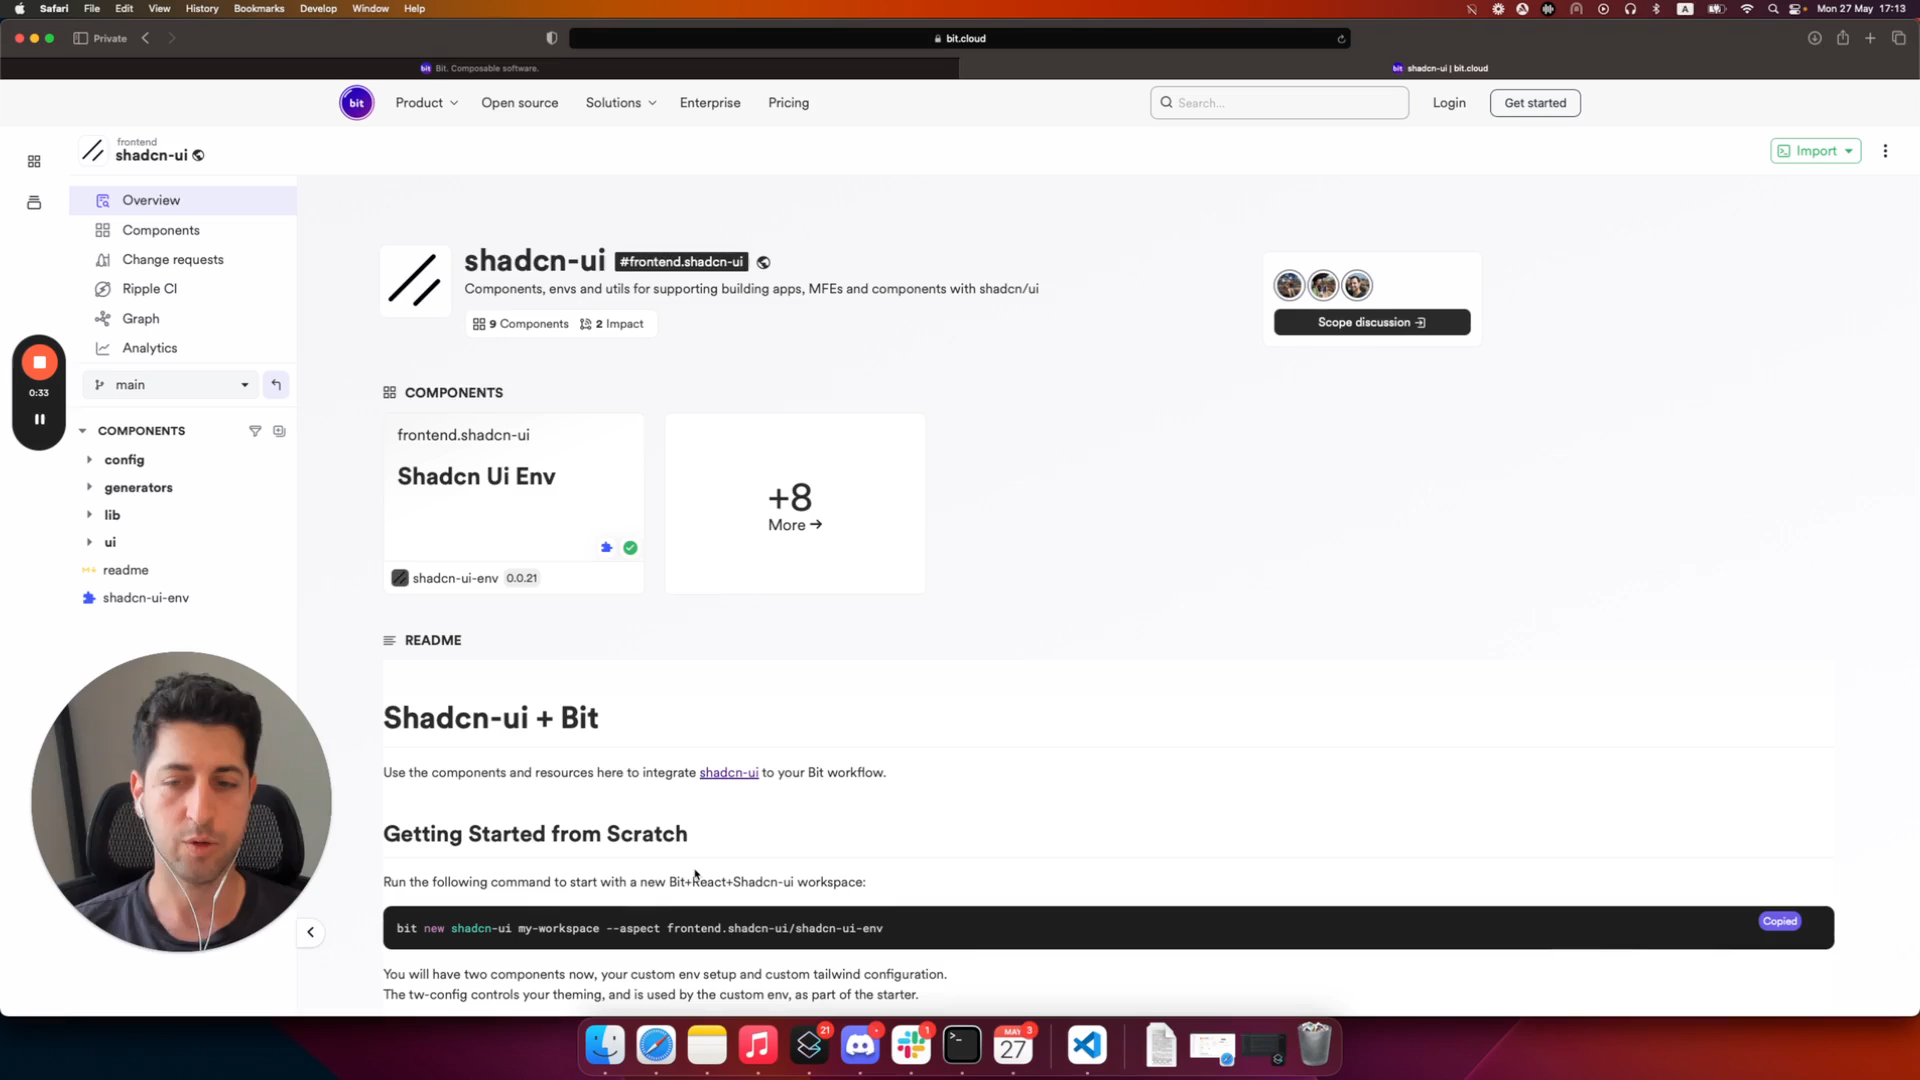 Safari File Edit View History Bookmarks Develop Window Help
A
Mon 27 May 17:13
Private
bit.cloud
bit Bit. Composable software.
bit shadcn-ui | bit.cloud
bit
Product
Open source
Solutions
Enterprise
Pricing
Search...
Login
Get started
frontend
shadcn-ui
Import
Overview
Components
Change requests
Ripple CI
Graph
Analytics
main
COMPONENTS
config
generators
lib
ui
readme
shadcn-ui-env
0:33
shadcn-ui #frontend.shadcn-ui
Components, envs and utils for supporting building apps, MFEs and components with shadcn/ui
9 Components 2 Impact
Scope discussion
COMPONENTS
frontend.shadcn-ui
Shadcn Ui Env
shadcn-ui-env 0.0.21
+8
More →
README
Shadcn-ui + Bit
Use the components and resources here to integrate shadcn-ui to your Bit workflow.
Getting Started from Scratch
Run the following command to start with a new Bit+React+Shadcn-ui workspace:
bit new shadcn-ui my-workspace --aspect frontend.shadcn-ui/shadcn-ui-env
Copied
You will have two components now, your custom env setup and custom tailwind configuration.
The tw-config controls your theming, and is used by the custom env, as part of the starter.
21
1
MAY 3
27